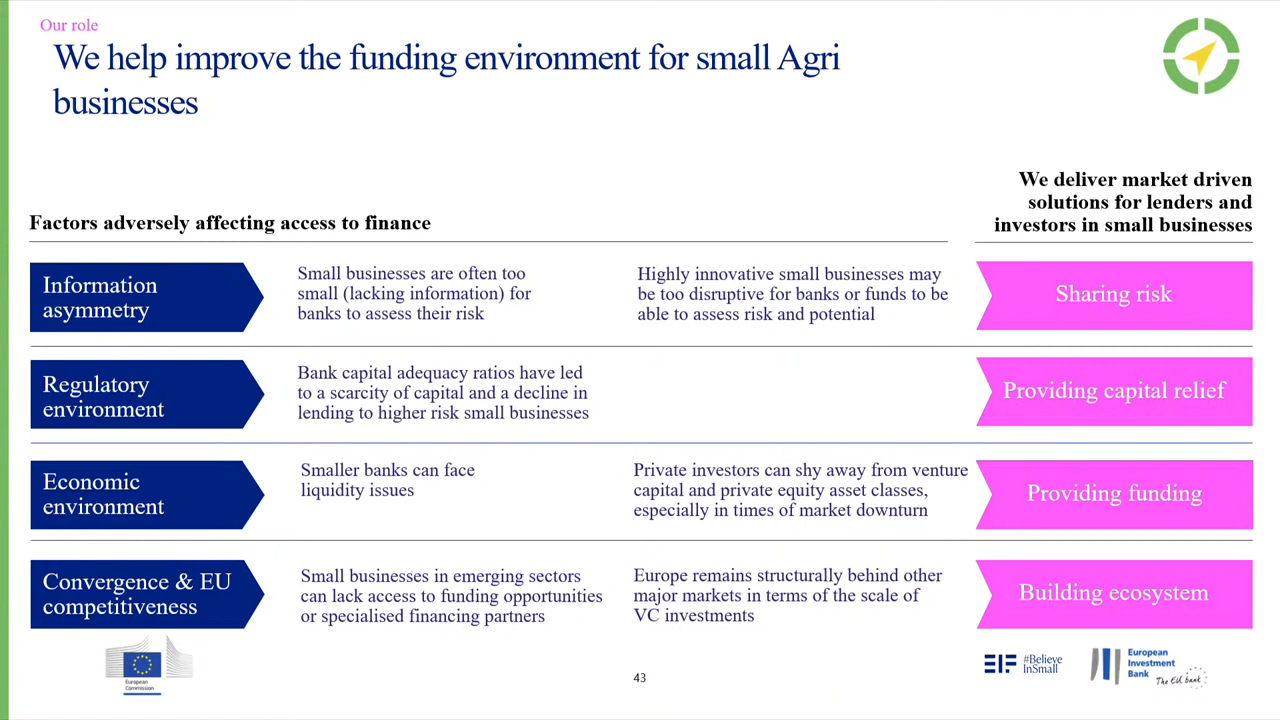 Our role
We help improve the funding environment for small Agri
businesses
Factors adversely affecting access to finance
We deliver market driven
solutions for lenders and
investors in small businesses
Information
asymmetry
Small businesses are often too
small (lacking information) for
banks to assess their risk
Highly innovative small businesses may
be too disruptive for banks or funds to be
able to assess risk and potential
Sharing risk
Regulatory
environment
Bank capital adequacy ratios have led
to a scarcity of capital and a decline in
lending to higher risk small businesses
Providing capital relief
Economic
environment
Smaller banks can face
liquidity issues
Private investors can shy away from venture
capital and private equity asset classes,
especially in times of market downturn
Providing funding
Convergence & EU
competitiveness
Small businesses in emerging sectors
can lack access to funding opportunities
or specialised financing partners
Europe remains structurally behind other
major markets in terms of the scale of
VC investments
Building ecosystem
European
Commission
43
EIF
#Believe
InSmall
European
Investment
Bank
The EU bank